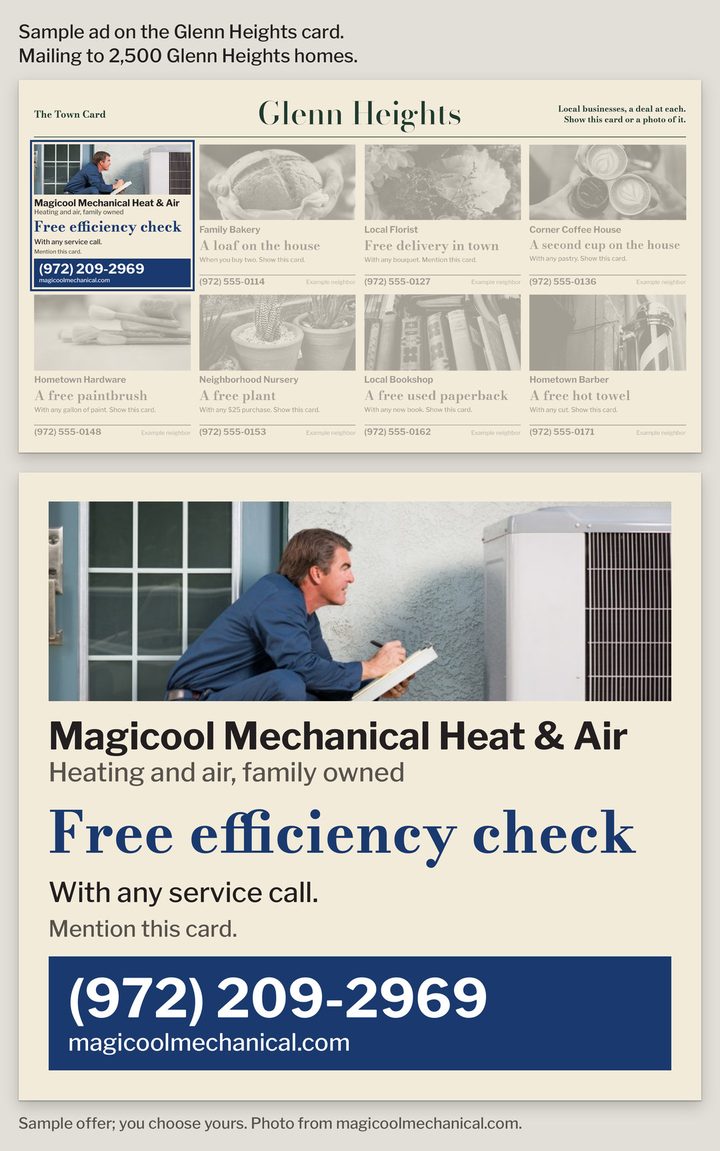 Sample ad on the Glenn Heights card.
Mailing to 2,500 Glenn Heights homes.
The Town Card
Glenn Heights
Local businesses, a deal at each.
Show this card or a photo of it.
Magicool Mechanical Heat & Air
Heating and air, family owned
Free efficiency check
With any service call.
Mention this card.
(972) 209-2969
magicoolmechanical.com
Family Bakery
A loaf on the house
When you buy two. Show this card.
(972) 555-0114
Example neighbor
Local Florist
Free delivery in town
With any bouquet. Mention this card.
(972) 555-0127
Example neighbor
Corner Coffee House
A second cup on the house
With any pastry. Show this card.
(972) 555-0136
Example neighbor
Hometown Hardware
A free paintbrush
With any gallon of paint. Show this card.
(972) 555-0148
Example neighbor
Neighborhood Nursery
A free plant
With any $25 purchase. Show this card.
(972) 555-0153
Example neighbor
Local Bookshop
A free used paperback
With any new book. Show this card.
(972) 555-0162
Example neighbor
Hometown Barber
A free hot towel
With any cut. Show this card.
(972) 555-0171
Example neighbor
Magicool Mechanical Heat & Air
Heating and air, family owned
Free efficiency check
With any service call.
Mention this card.
(972) 209-2969
magicoolmechanical.com
Sample offer; you choose yours. Photo from magicoolmechanical.com.